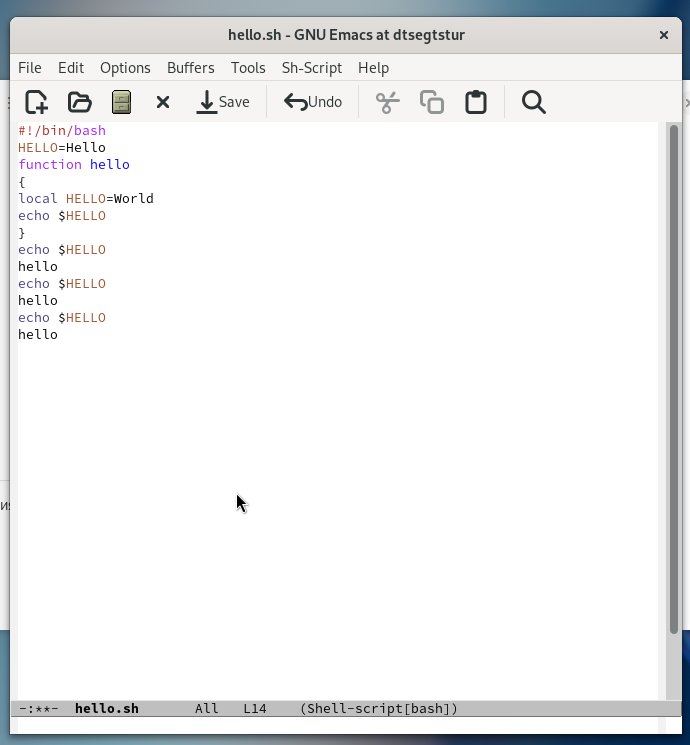 hello.sh - GNU Emacs at dtsegtstur
File Edit Options Buffers Tools Sh-Script Help
Save Undo
#!/bin/bash
HELLO=Hello
function hello
{
local HELLO=World
echo $HELLO
}
echo $HELLO
hello
echo $HELLO
hello
echo $HELLO
hello
-:**- hello.sh All L14 (Shell-script[bash])